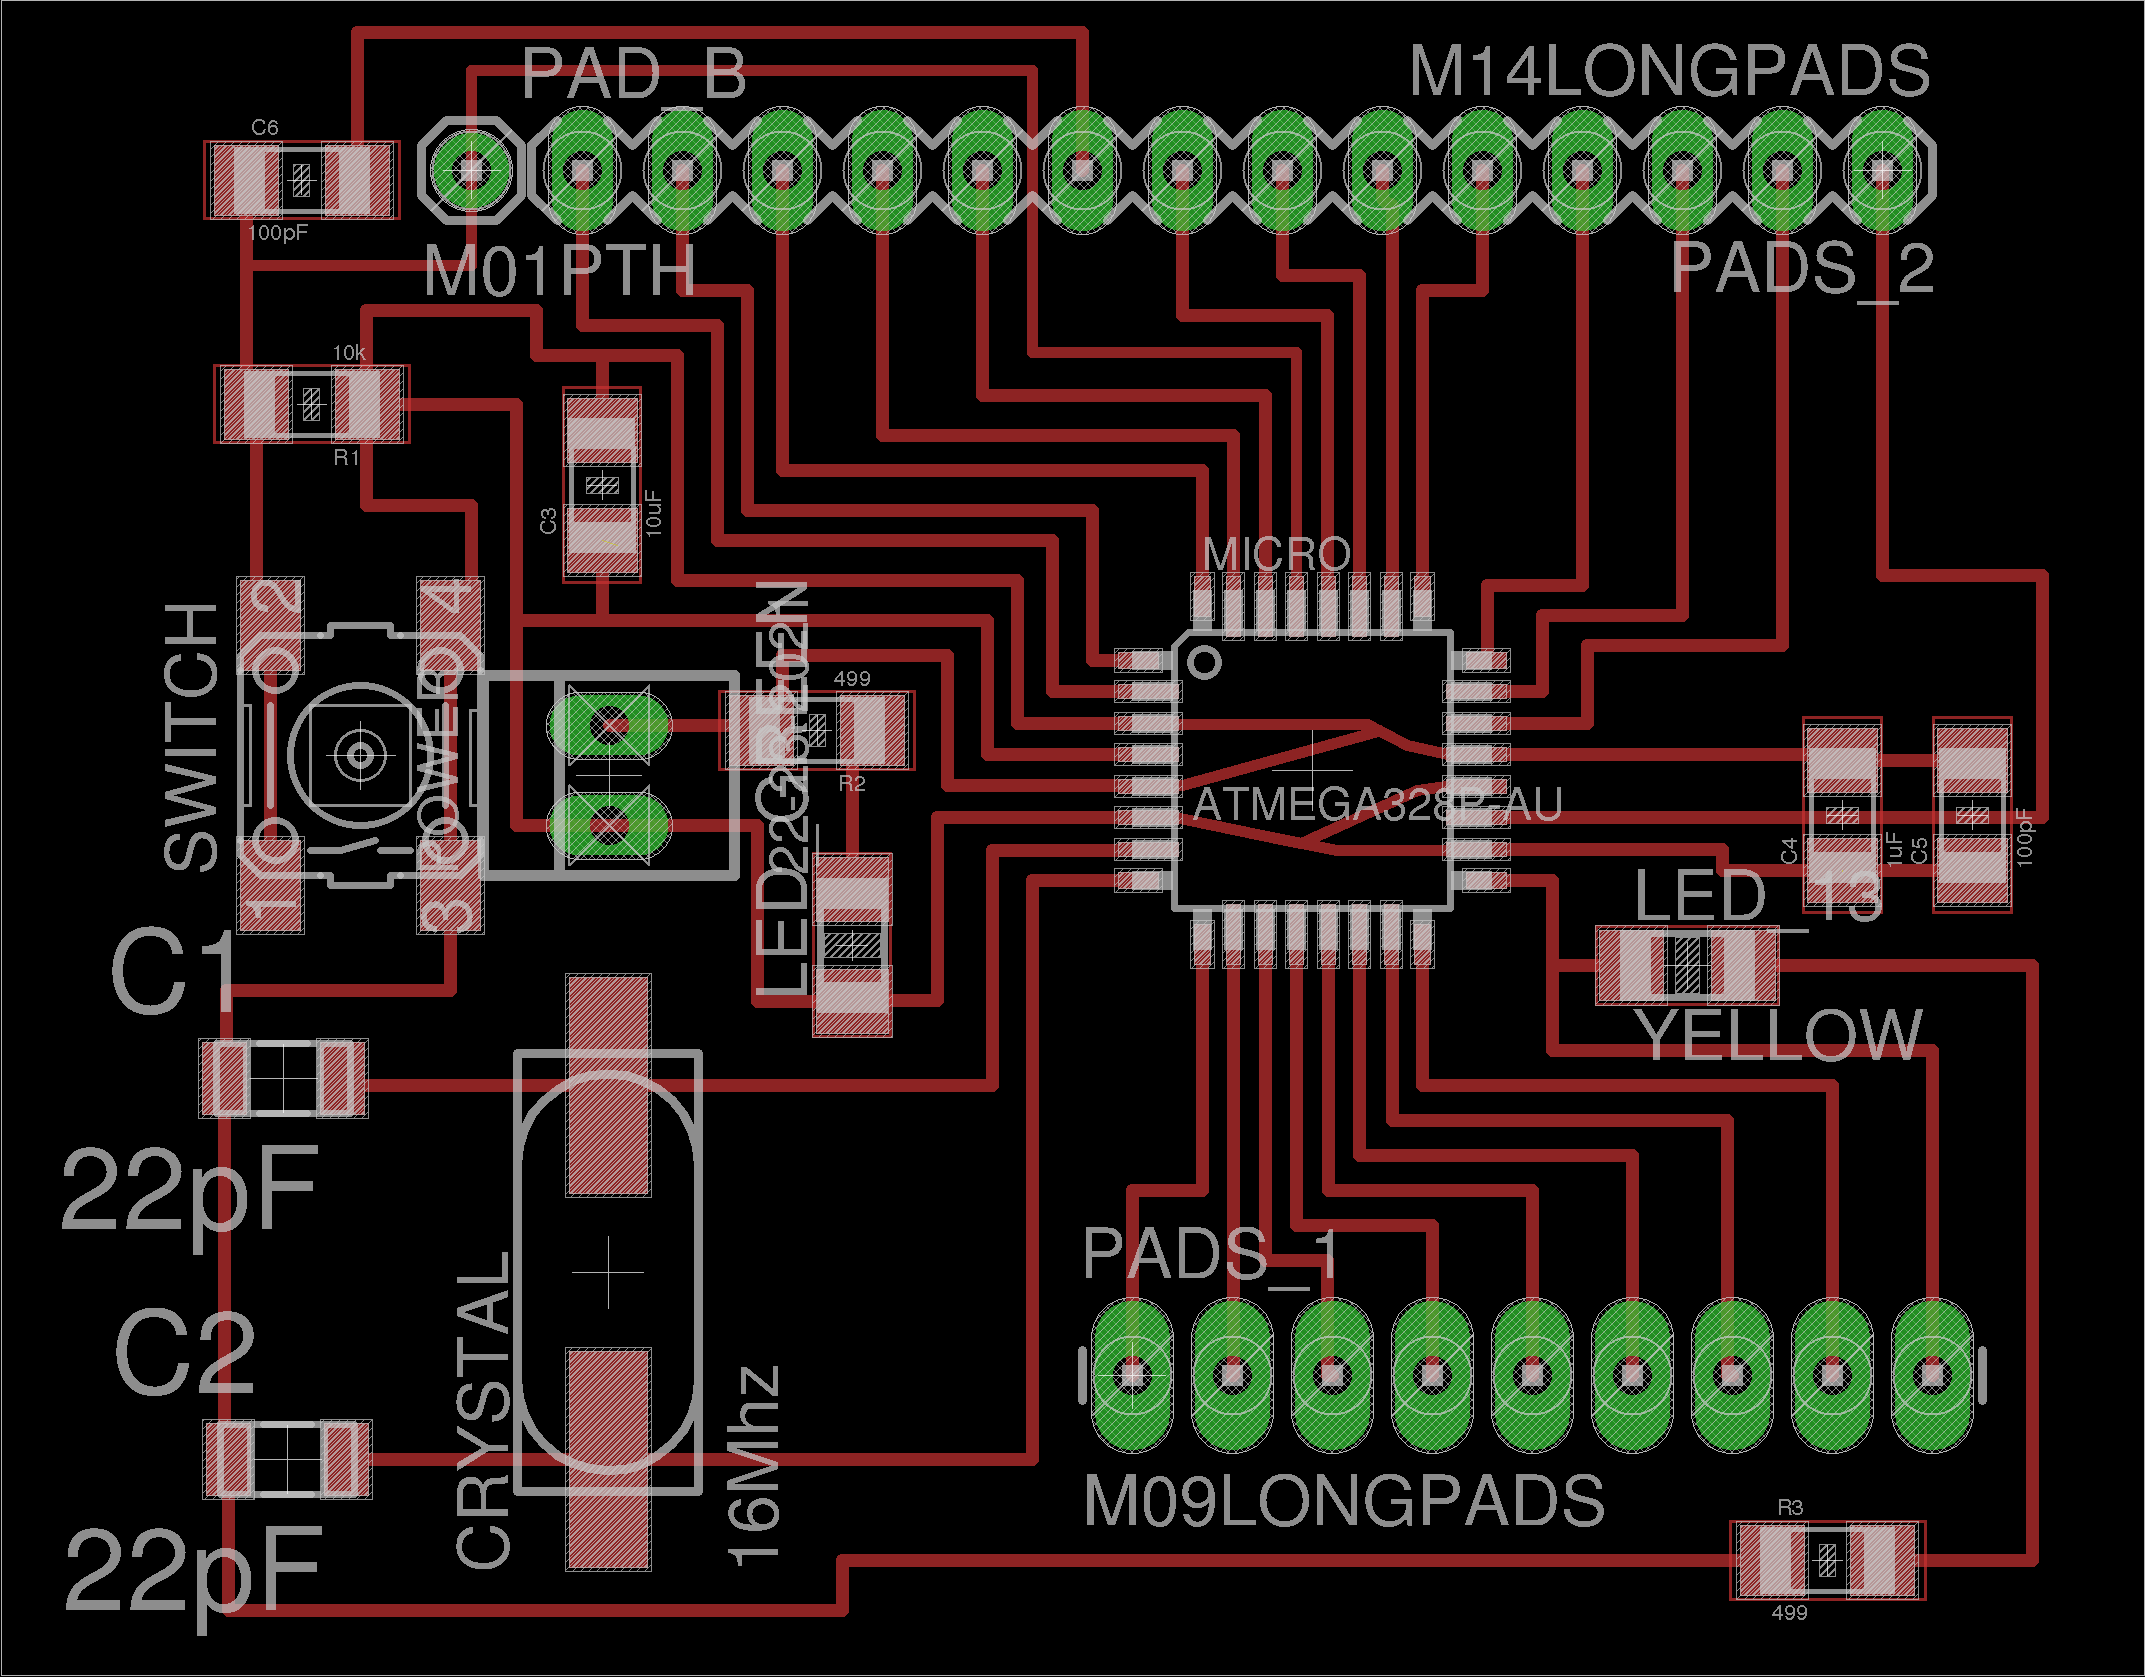 PAD_B
M14LONGPADS
C6
100pF
M01PTH
PADS_2
10k
R1
C3
10uF
MICRO
SWITCH
2
4
1
3
POWER
499
R2
GREEN
LED
ATMEGA328P-AU
C4
1uF
C5
100pF
LED_13
YELLOW
C1
22pF
C2
22pF
CRYSTAL
16Mhz
PADS_1
M09LONGPADS
R3
499